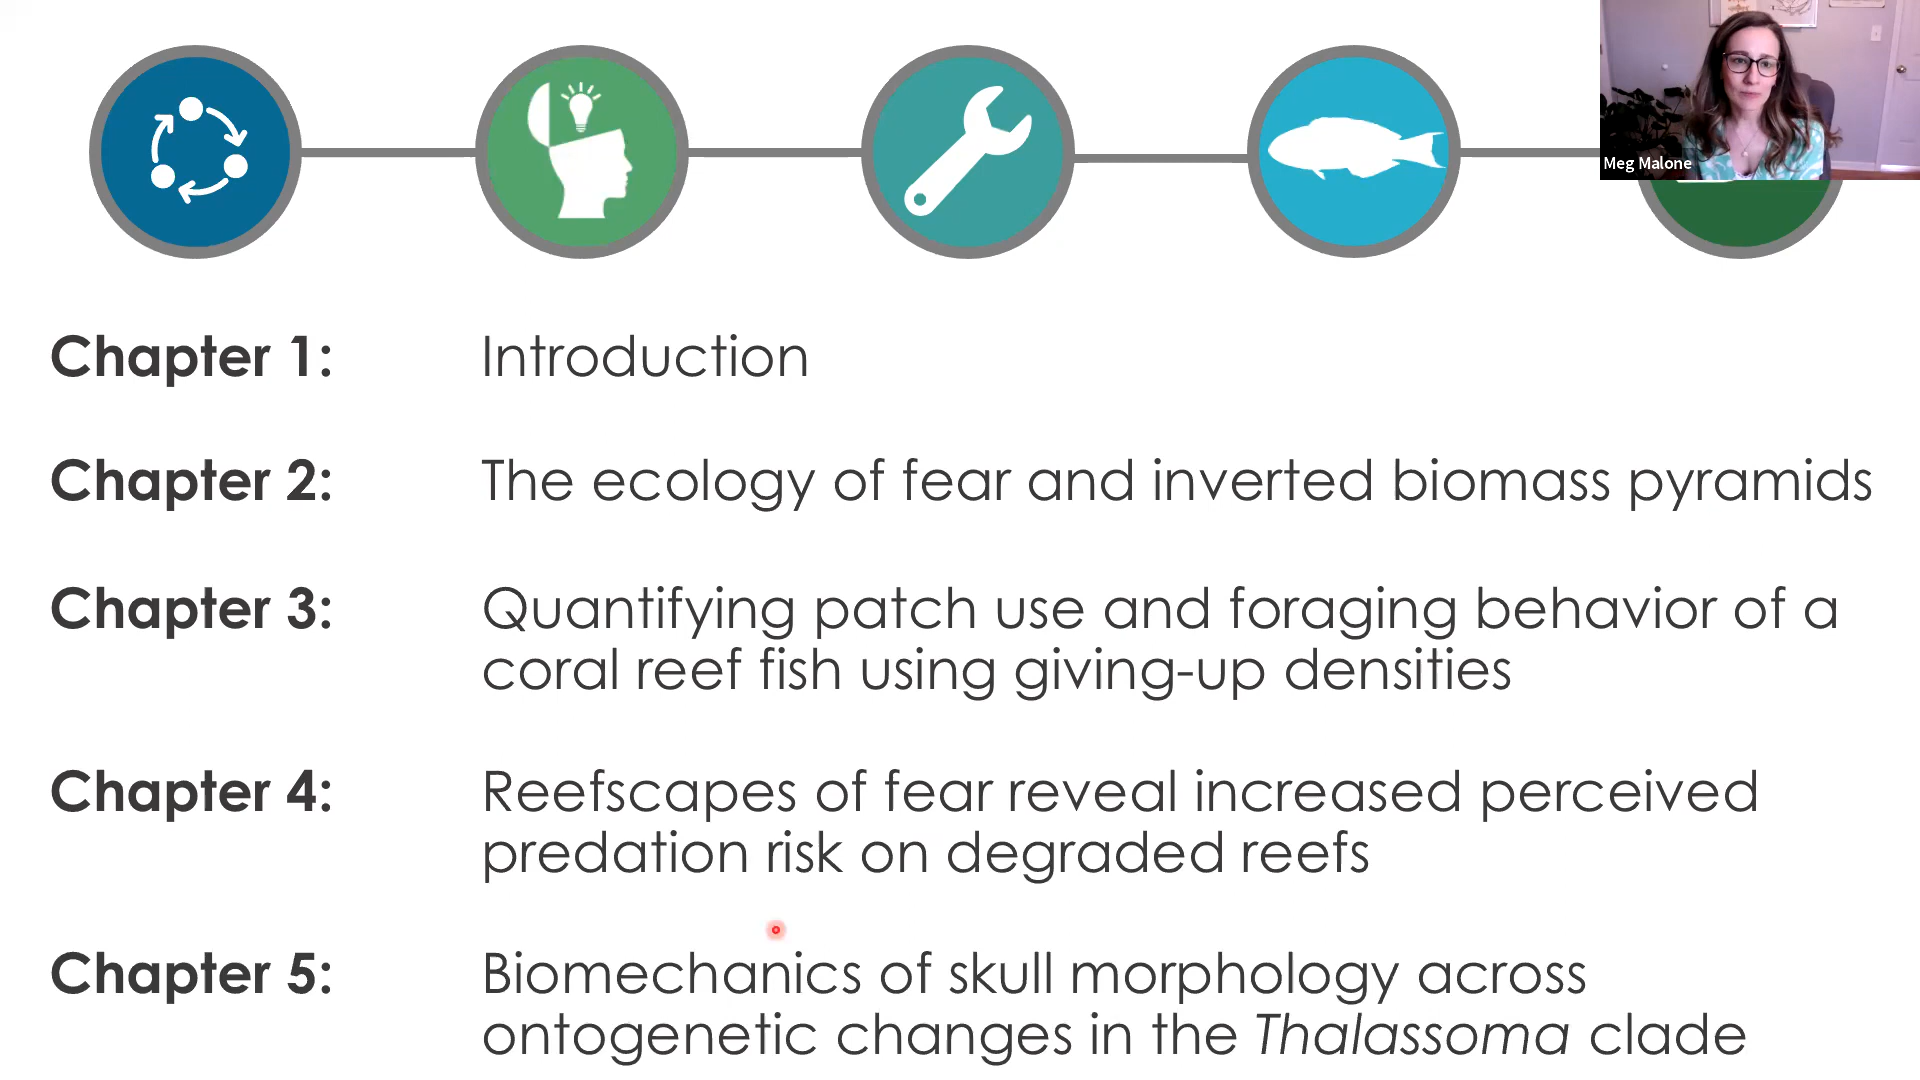 Meg Malone
Chapter 1: Introduction
Chapter 2: The ecology of fear and inverted biomass pyramids
Chapter 3: Quantifying patch use and foraging behavior of a
coral reef fish using giving-up densities
Chapter 4: Reefscapes of fear reveal increased perceived
predation risk on degraded reefs
Chapter 5: Biomechanics of skull morphology across
ontogenetic changes in the Thalassoma clade